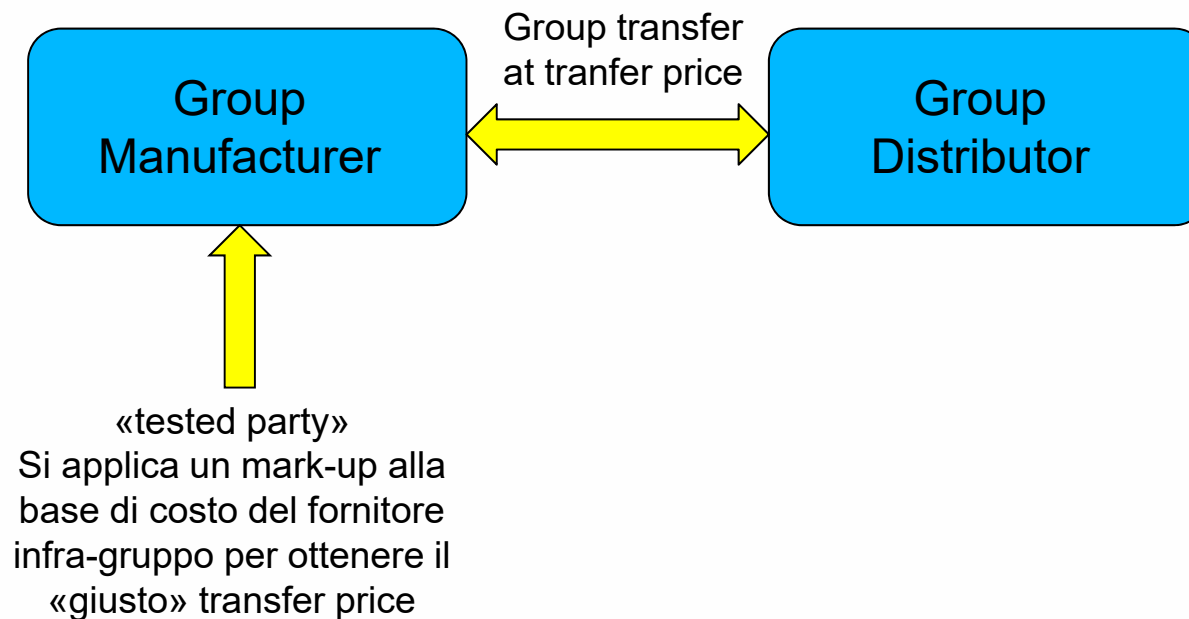 Group transfer
at tranfer price
Group
Manufacturer
Group
Distributor
«tested party»
Si applica un mark-up alla
base di costo del fornitore
infra-gruppo per ottenere il
«giusto» transfer price